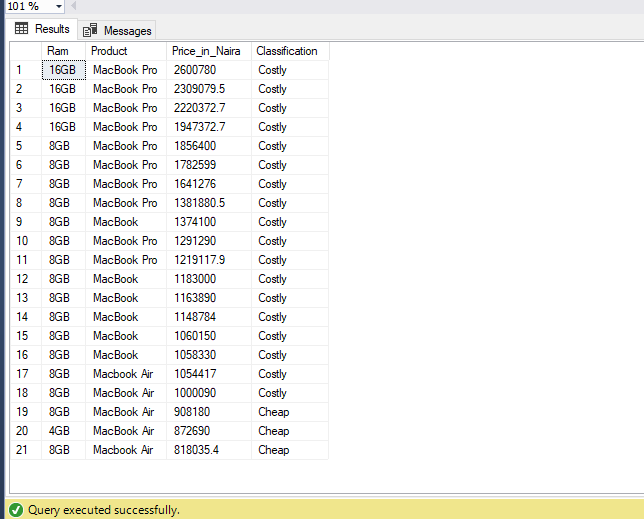 101 %
Results Messages
Ram Product Price_in_Naira Classification
1 16GB MacBook Pro 2600780 Costly
2 16GB MacBook Pro 2309079.5 Costly
3 16GB MacBook Pro 2220372.7 Costly
4 16GB MacBook Pro 1947372.7 Costly
5 8GB MacBook Pro 1856400 Costly
6 8GB MacBook Pro 1782599 Costly
7 8GB MacBook Pro 1641276 Costly
8 8GB MacBook Pro 1381880.5 Costly
9 8GB MacBook 1374100 Costly
10 8GB MacBook Pro 1291290 Costly
11 8GB MacBook Pro 1219117.9 Costly
12 8GB MacBook 1183000 Costly
13 8GB MacBook 1163890 Costly
14 8GB MacBook 1148784 Costly
15 8GB MacBook 1060150 Costly
16 8GB MacBook 1058330 Costly
17 8GB Macbook Air 1054417 Costly
18 8GB MacBook Air 1000090 Costly
19 8GB MacBook Air 908180 Cheap
20 4GB MacBook Air 872690 Cheap
21 8GB Macbook Air 818035.4 Cheap
Query executed successfully.